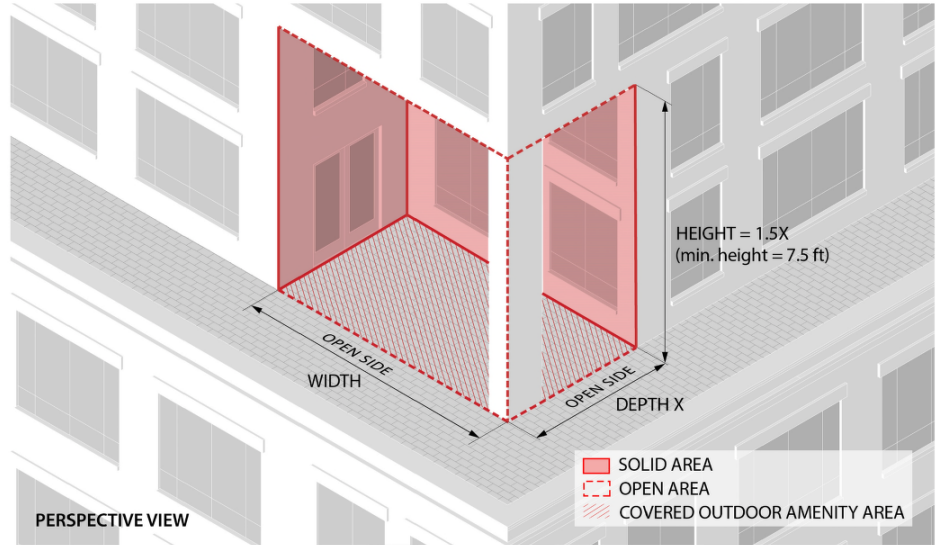 HEIGHT = 1.5X
(min. height = 7.5 ft)
OPEN SIDE
WIDTH
OPEN SIDE
DEPTH X
SOLID AREA
OPEN AREA
COVERED OUTDOOR AMENITY AREA
PERSPECTIVE VIEW